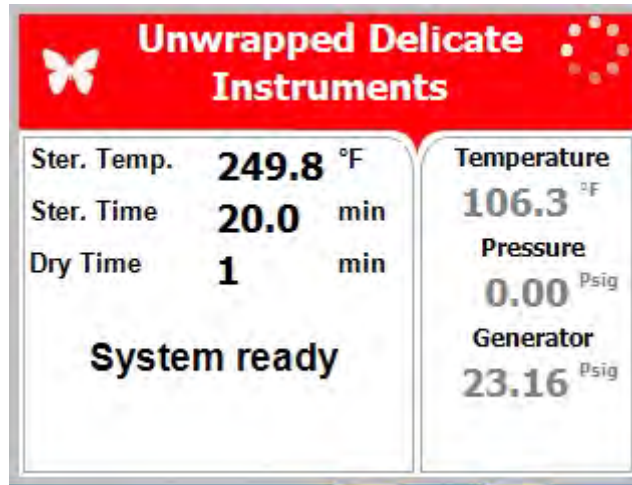 Unwrapped Delicate
Instruments
Ster. Temp. 249.8 °F
Ster. Time 20.0 min
Dry Time 1 min
System ready
Temperature
106.3 °F
Pressure
0.00 Psig
Generator
23.16 Psig